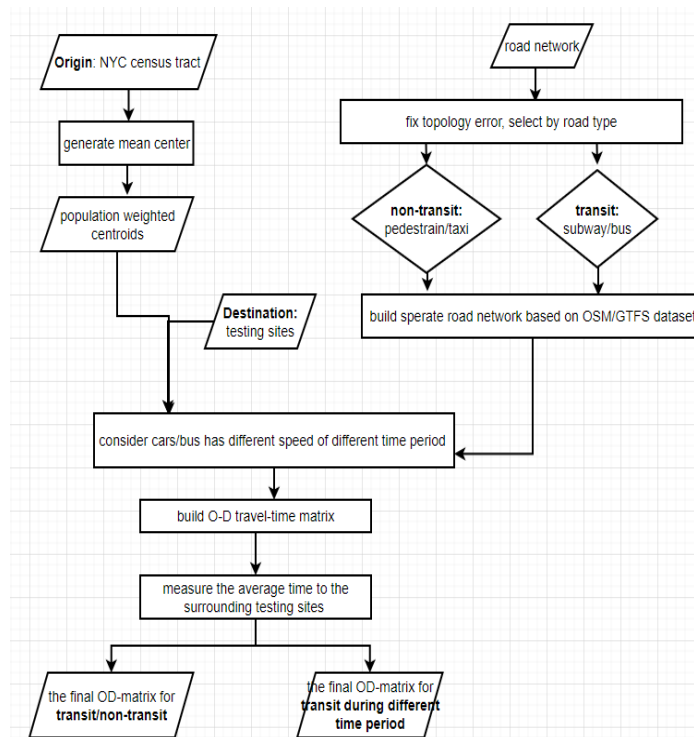 Origin: NYC census tract
road network
generate mean center
fix topology error, select by road type
population weighted
centroids
non-transit:
pedestrain/taxi
transit:
subway/bus
Destination:
testing sites
build sperate road network based on OSM/GTFS dataset
consider cars/bus has different speed of different time period
build O-D travel-time matrix
measure the average time to the
surrounding testing sites
the final OD-matrix for
transit/non-transit
the final OD-matrix for
transit during different
time period